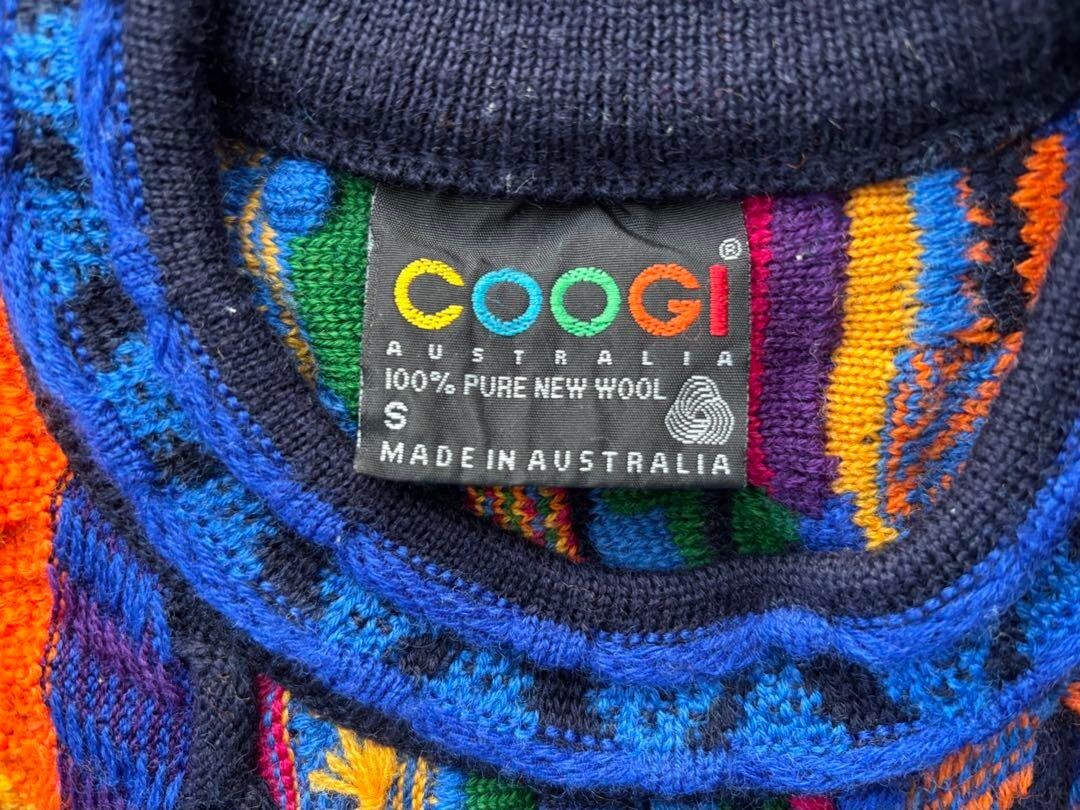 COOGI®
AUSTRALIA
100% PURE NEW WOOL
S
MADE IN AUSTRALIA